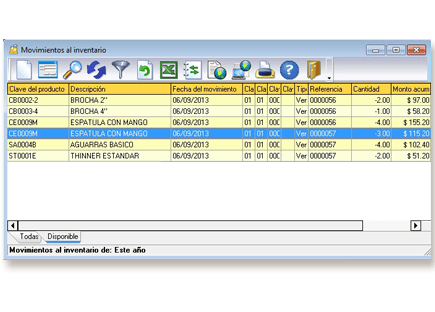 Movimientos al inventario
Clave del producto Descripción Fecha del movimiento Cla Cla Cla Clav Tip Referencia Cantidad Monto acum
CB0002-2 BROCHA 2" 06/09/2013 01 01 000 Ver 0000056 -2.00 $ 97.00
CB0003-4 BROCHA 4" 06/09/2013 01 01 000 Ver 0000056 -1.00 $ 58.20
CE0009M ESPATULA CON MANGO 06/09/2013 01 01 000 Ver 0000056 -4.00 $ 155.20
CE0009M ESPATULA CON MANGO 06/09/2013 01 01 000 Ver 0000057 -3.00 $ 115.20
SA0004B AGUARRAS BASICO 06/09/2013 01 01 000 Ver 0000057 -4.00 $ 102.40
ST0001E THINNER ESTANDAR 06/09/2013 01 01 000 Ver 0000056 -2.00 $ 51.20
Todas Disponible
Movimientos al inventario de: Este año